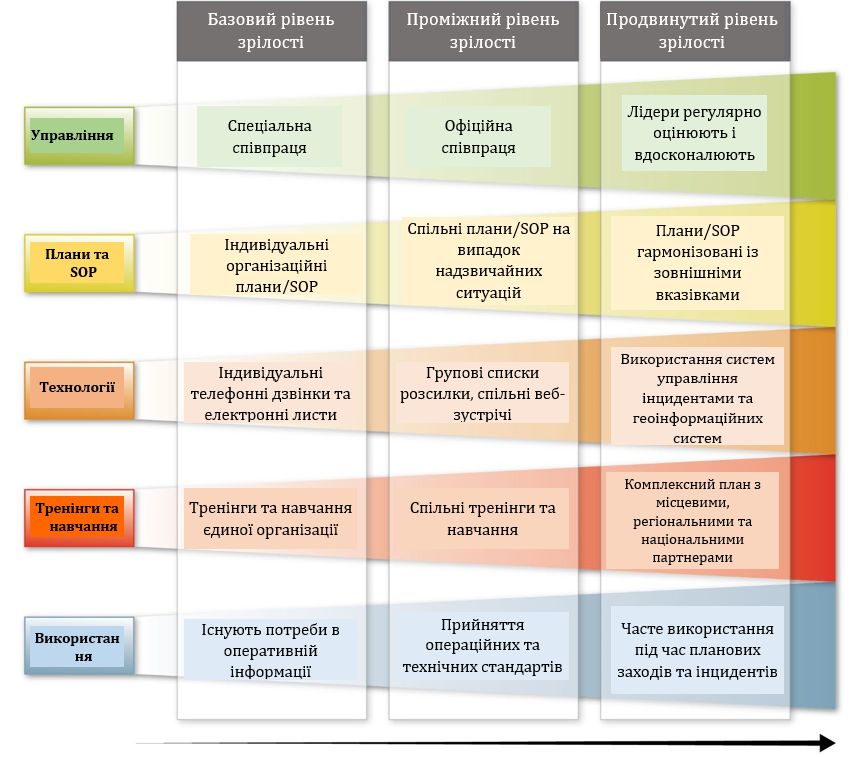 Базовий рівень
зрілості
Проміжний рівень
зрілості
Продвинутий рівень
зрілості
Управління
Спеціальна
співпраця
Офіційна
співпраця
Лідери регулярно
оцінюють і
вдосконалюють
Плани та
SOP
Індивідуальні
організаційні
плани/SOP
Спільні плани/SOP на
випадок
надзвичайних
ситуацій
Плани/SOP
гармонізовані із
зовнішніми
вказівками
Технології
Індивідуальні
телефонні дзвінки та
електронні листи
Групові списки
розсилки, спільні веб-
зустрічі
Використання систем
управління
інцидентами та
геоінформаційних
систем
Тренінги та
навчання
Тренінги та навчання
єдиної організації
Спільні тренінги та
навчання
Комплексний план з
місцевими,
регіональними та
національними
партнерами
Використан
ня
Існують потреби в
оперативній
інформації
Прийняття
операційних та
технічних стандартів
Часте використання
під час планових
заходів та інцидентів